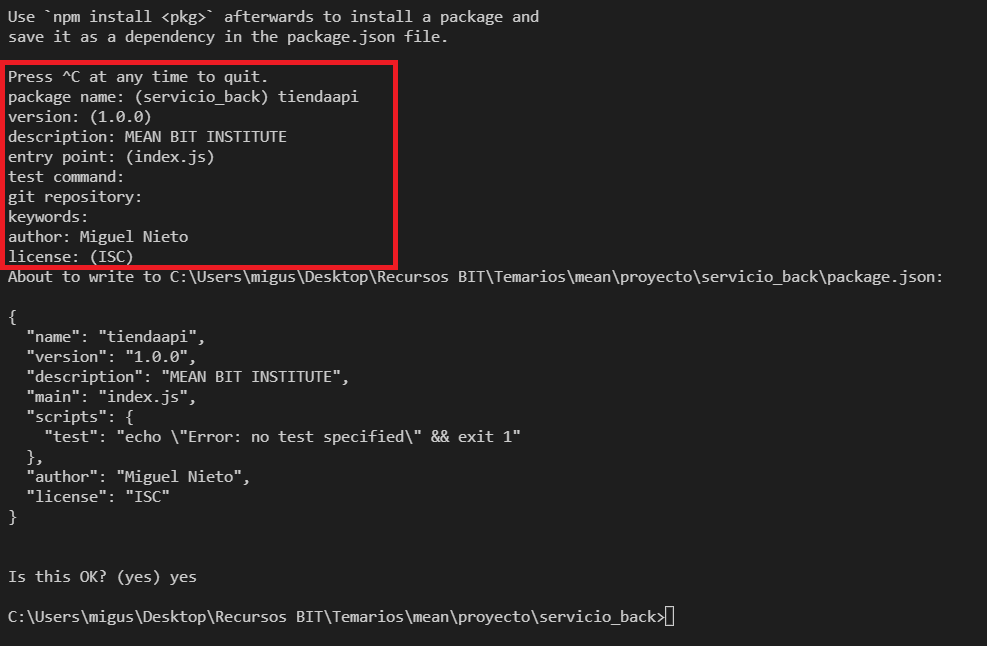 Use `npm install <pkg>` afterwards to install a package and
save it as a dependency in the package.json file.
Press ^C at any time to quit.
package name: (servicio_back) tiendaapi
version: (1.0.0)
description: MEAN BIT INSTITUTE
entry point: (index.js)
test command:
git repository:
keywords:
author: Miguel Nieto
license: (ISC)
About to write to C:\Users\migus\Desktop\Recursos BIT\Temarios\mean\proyecto\servicio_back\package.json:
{
  "name": "tiendaapi",
  "version": "1.0.0",
  "description": "MEAN BIT INSTITUTE",
  "main": "index.js",
  "scripts": {
    "test": "echo \"Error: no test specified\" && exit 1"
  },
  "author": "Miguel Nieto",
  "license": "ISC"
}
Is this OK? (yes) yes
C:\Users\migus\Desktop\Recursos BIT\Temarios\mean\proyecto\servicio_back>